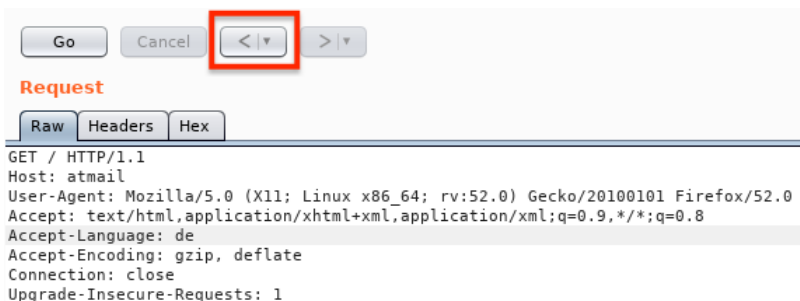 Go Cancel < | ▼ > | ▼
Request
Raw Headers Hex
GET / HTTP/1.1
Host: atmail
User-Agent: Mozilla/5.0 (X11; Linux x86_64; rv:52.0) Gecko/20100101 Firefox/52.0
Accept: text/html,application/xhtml+xml,application/xml;q=0.9,*/*;q=0.8
Accept-Language: de
Accept-Encoding: gzip, deflate
Connection: close
Upgrade-Insecure-Requests: 1